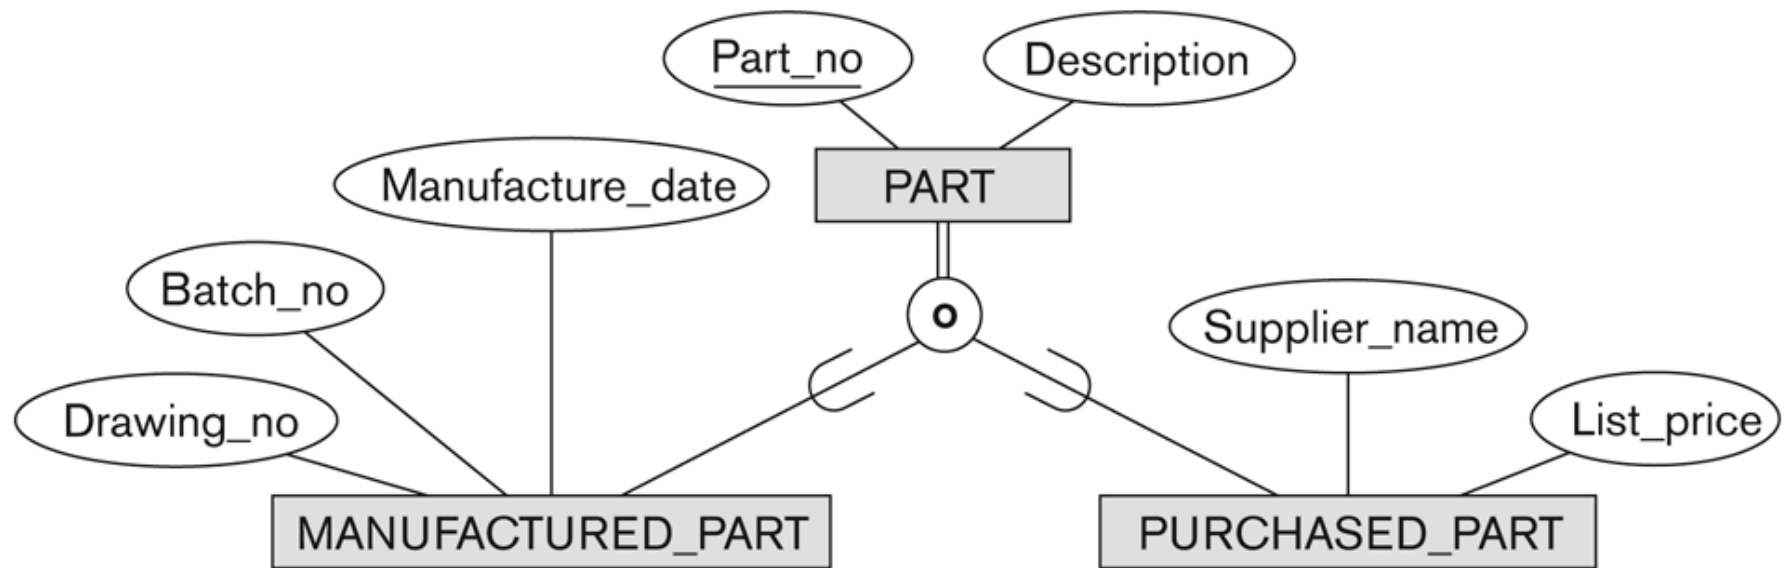 Part_no
Description
Manufacture_date
PART
Batch_no
o
Supplier_name
Drawing_no
List_price
MANUFACTURED_PART
PURCHASED_PART